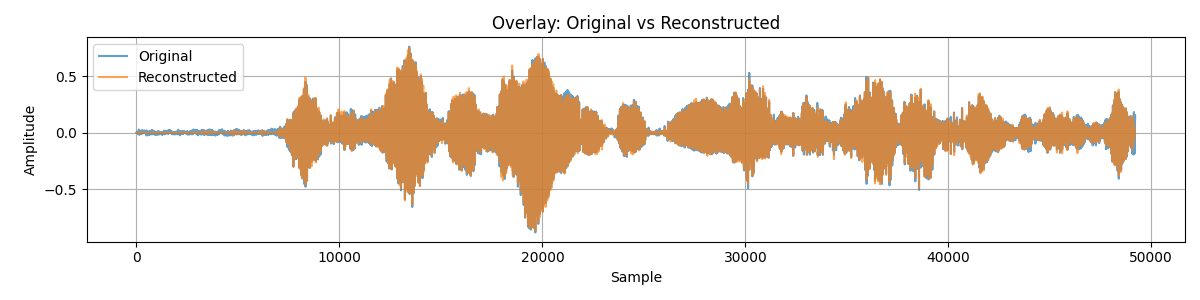 Overlay: Original vs Reconstructed
Original
Reconstructed
Amplitude
0.5
0.0
−0.5
0 10000 20000 30000 40000 50000
Sample